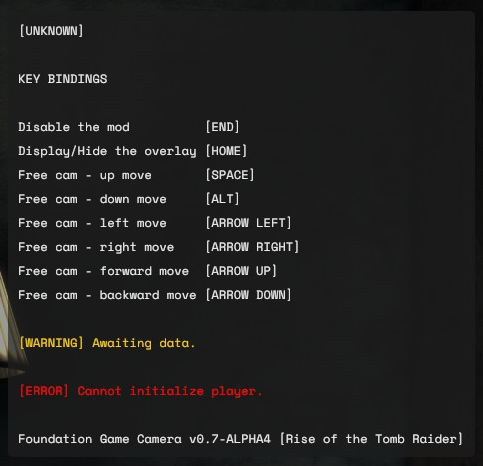 [UNKNOWN]
KEY BINDINGS
Disable the mod [END]
Display/Hide the overlay [HOME]
Free cam - up move [SPACE]
Free cam - down move [ALT]
Free cam - left move [ARROW LEFT]
Free cam - right move [ARROW RIGHT]
Free cam - forward move [ARROW UP]
Free cam - backward move [ARROW DOWN]
[WARNING] Awaiting data.
[ERROR] Cannot initialize player.
Foundation Game Camera v0.7-ALPHA4 [Rise of the Tomb Raider]